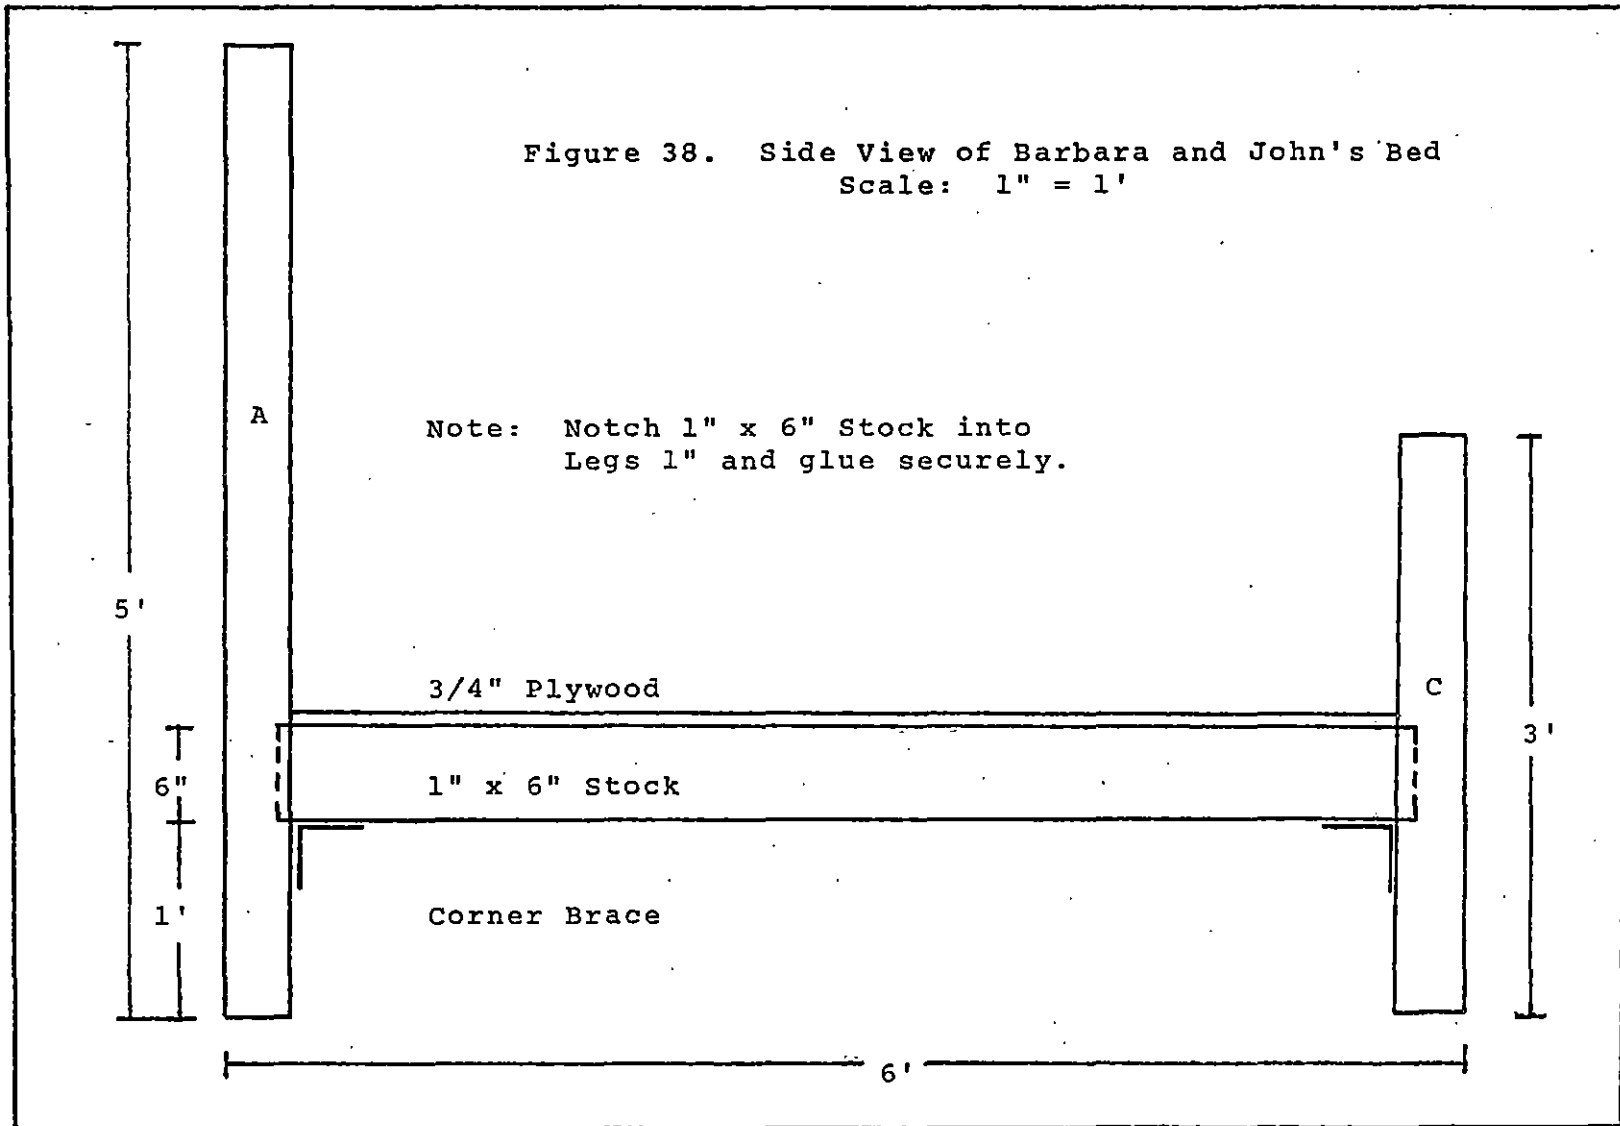 Figure 38. Side View of Barbara and John's Bed
Scale: 1" = 1'
A
Note: Notch 1" x 6" Stock into
Legs 1" and glue securely.
5'
3/4" Plywood
C
3'
6"
1" x 6" Stock
1'
Corner Brace
6'